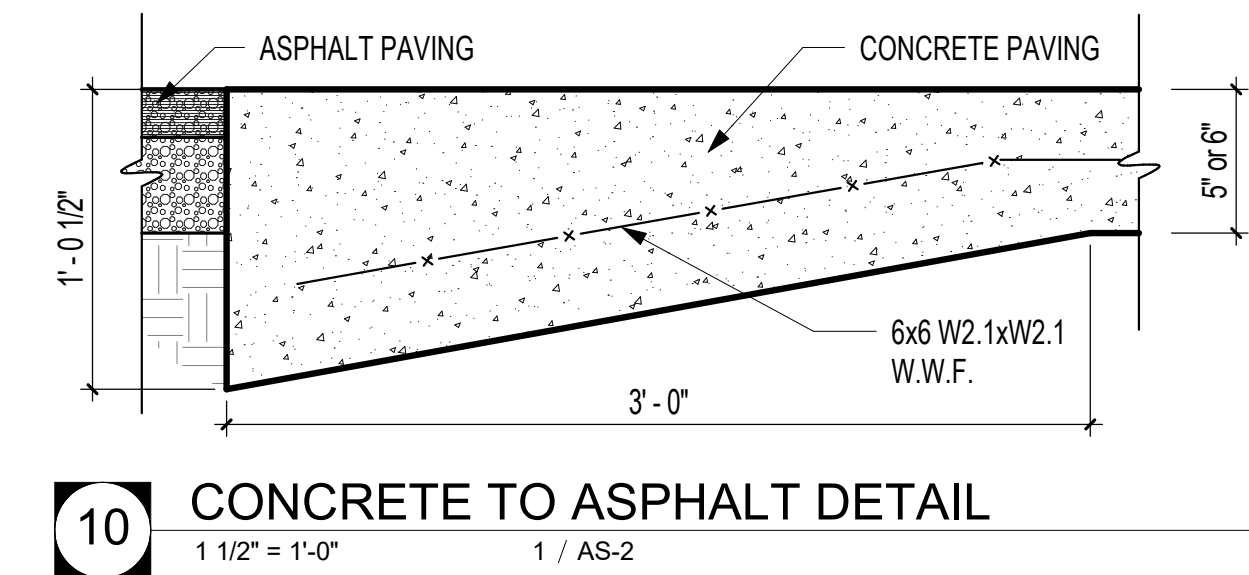 ASPHALT PAVING
CONCRETE PAVING
1' - 0 1/2"
5" or 6"
6x6 W2.1xW2.1
W.W.F.
3' - 0"
10
CONCRETE TO ASPHALT DETAIL
1 1/2" = 1'-0"
1 / AS-2